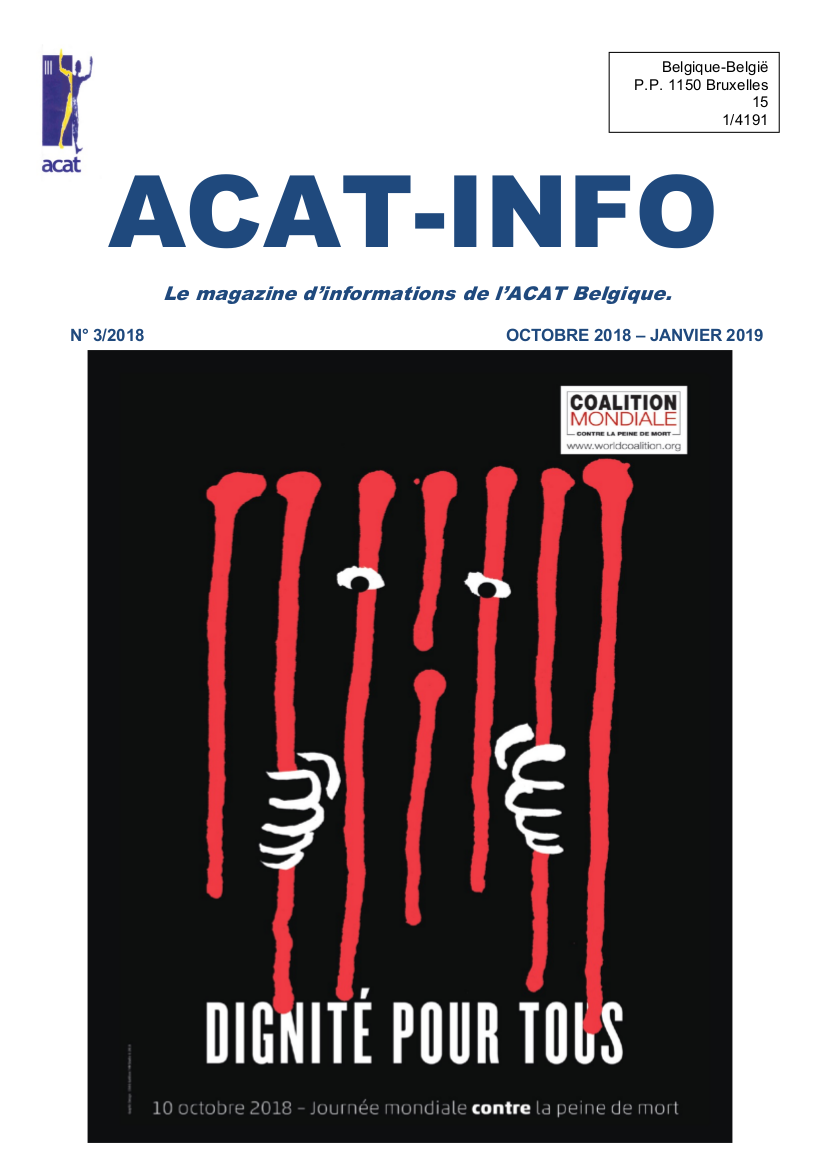 acat
Belgique-België
P.P. 1150 Bruxelles
15
1/4191
ACAT-INFO
Le magazine d’informations de l’ACAT Belgique.
N° 3/2018 OCTOBRE 2018 – JANVIER 2019
COALITION
MONDIALE
CONTRE LA PEINE DE MORT
www.worldcoalition.org
DIGNITÉ POUR TOUS
10 octobre 2018 – Journée mondiale contre la peine de mort